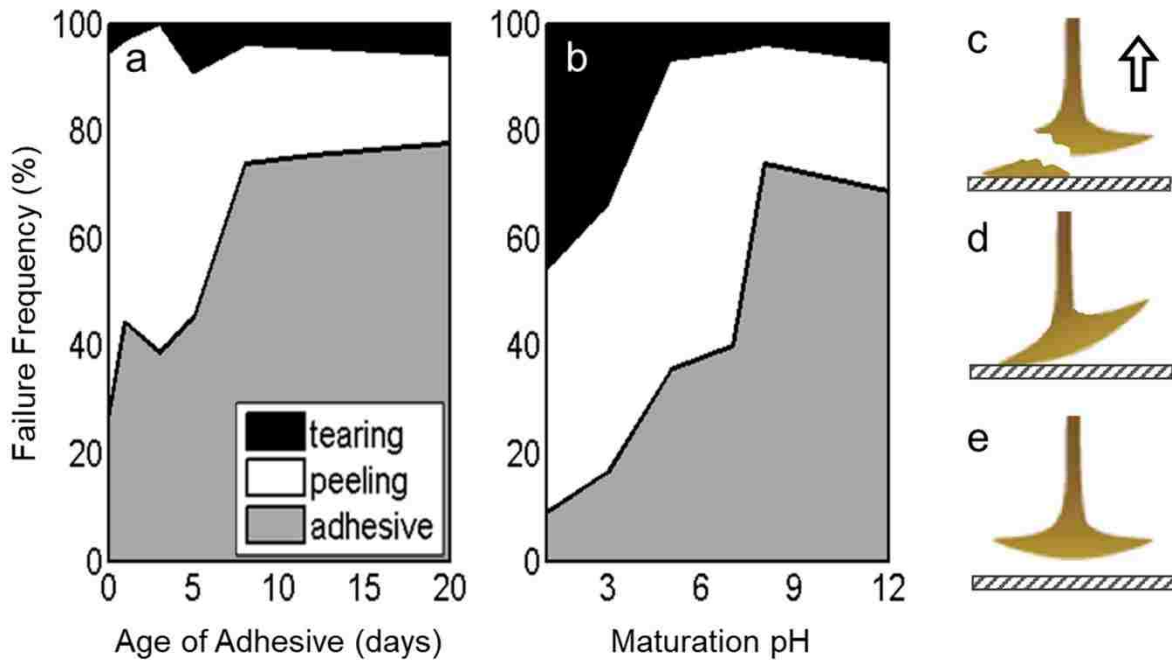 Failure Frequency (%)
100
80
60
40
20
0
a
tearing
peeling
adhesive
0
5
10
15
20
Age of Adhesive (days)
100
80
60
40
20
0
b
3
6
9
12
Maturation pH
c
d
e